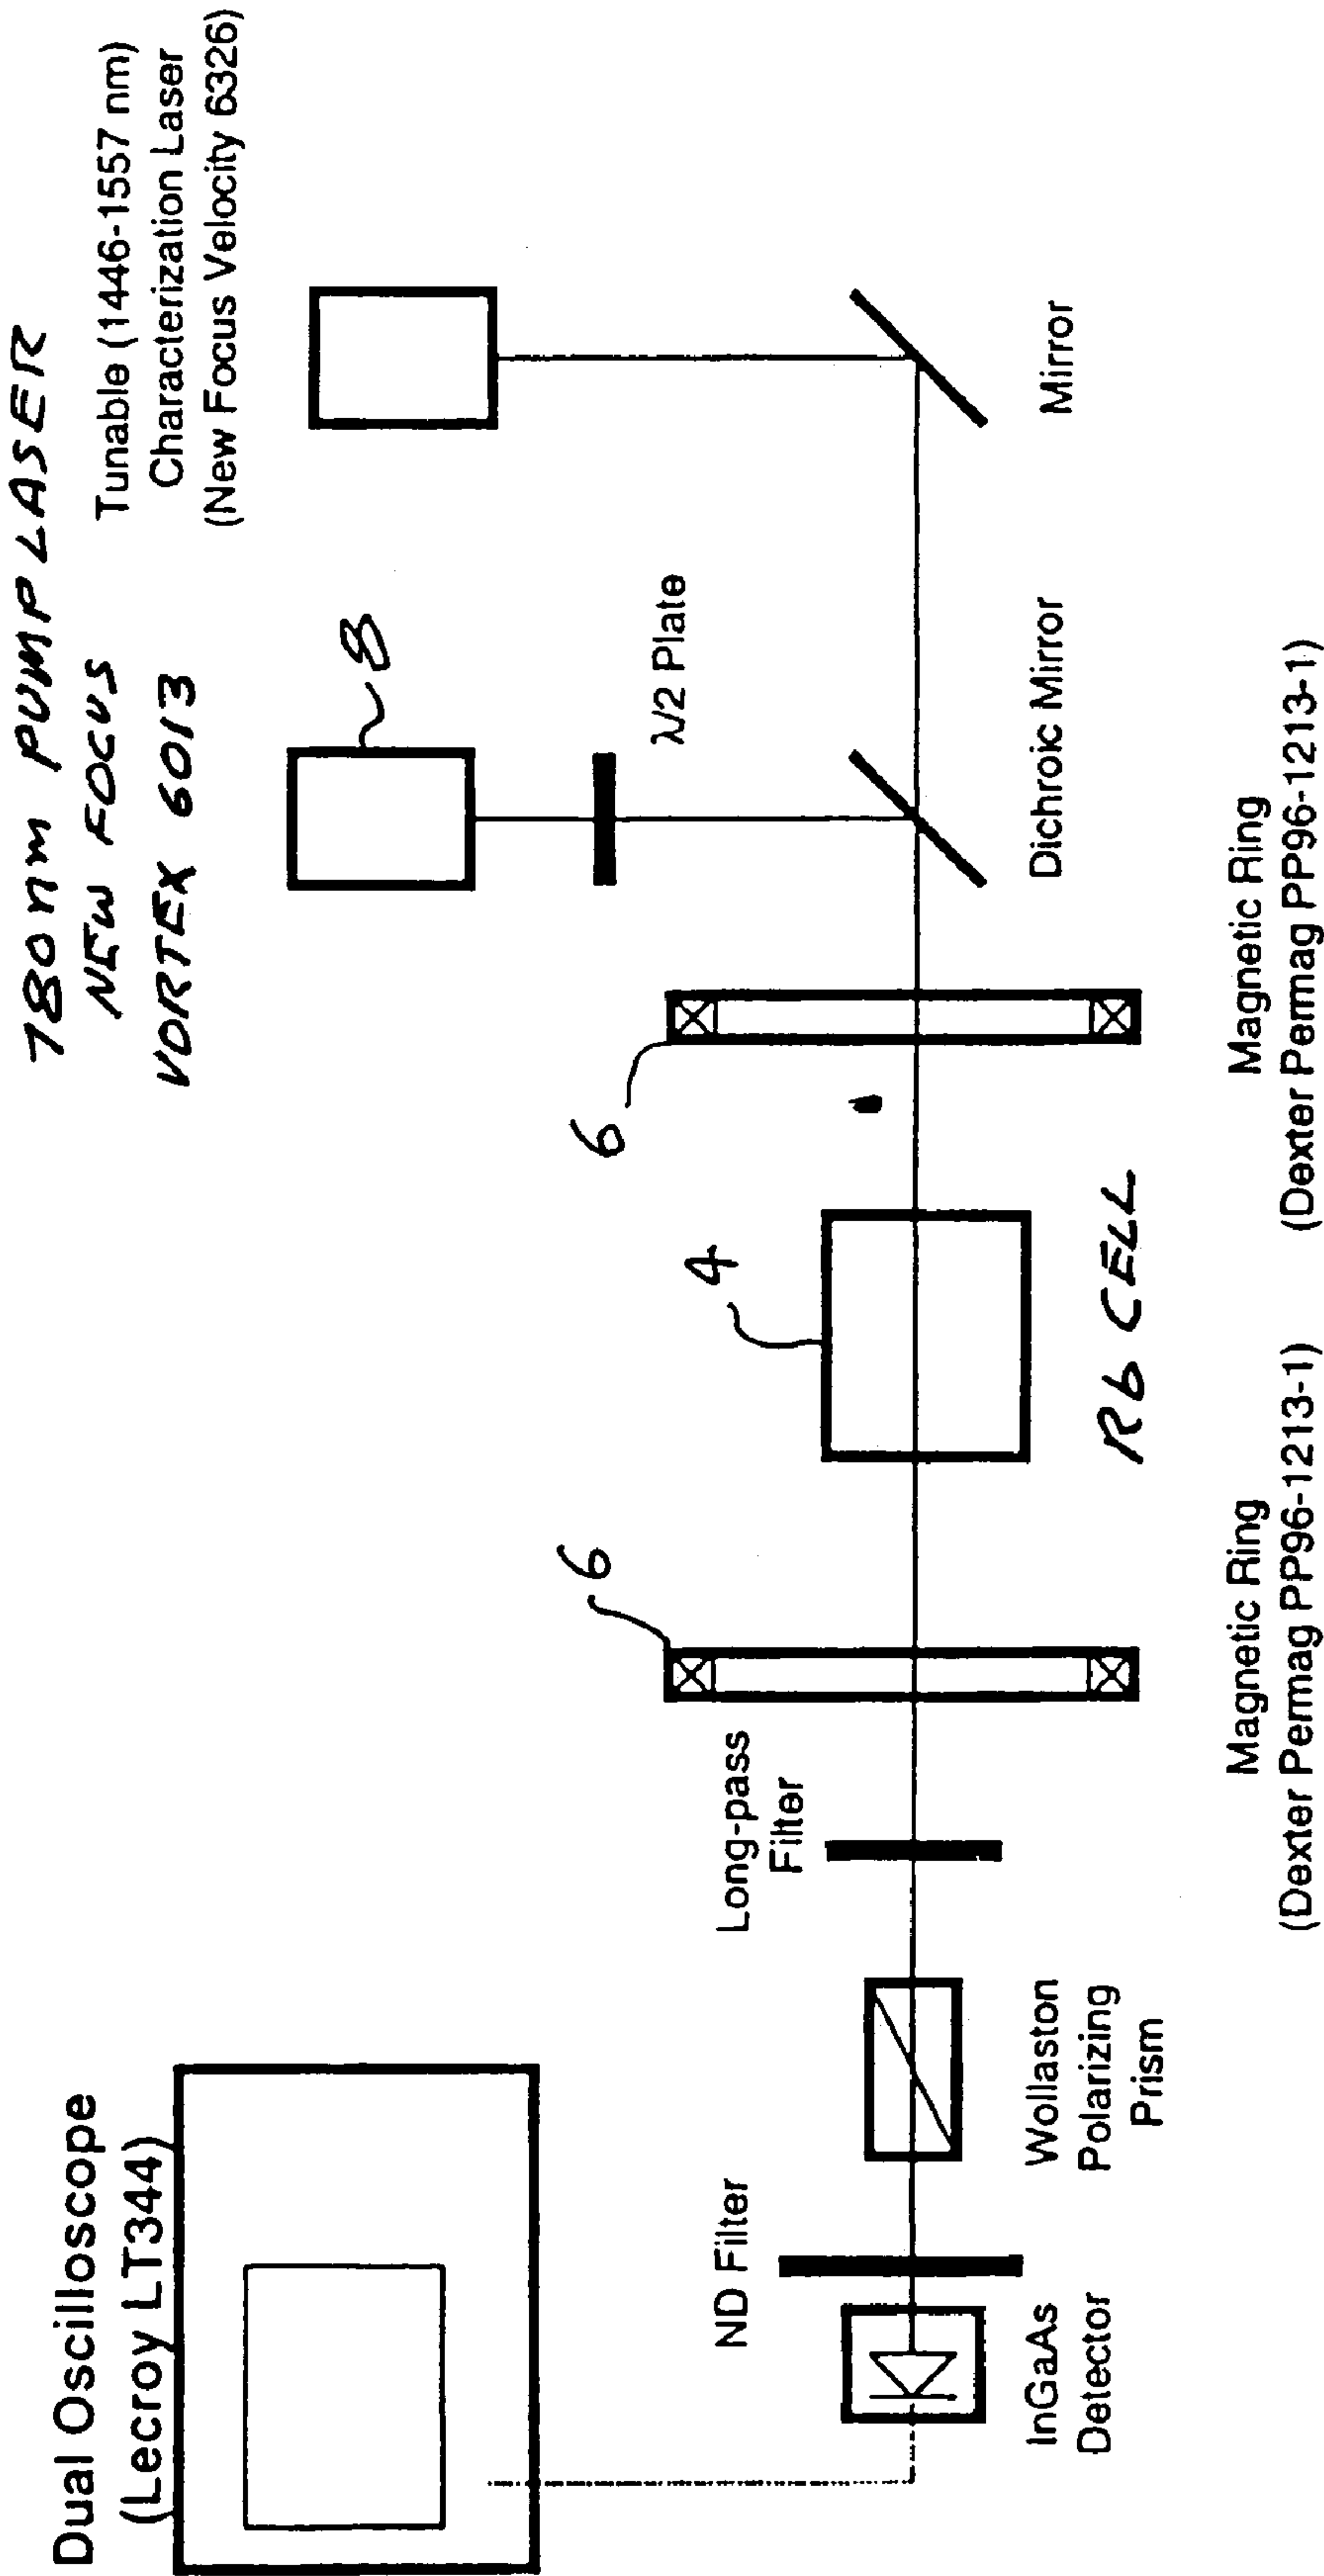 780nm PUMP LASER
NEW FOCUS
VORTEX 6013
Tunable (1446-1557 nm)
Characterization Laser
(New Focus Velocity 6326)
Dual Oscilloscope
(Lecroy LT344)
8
λ/2 Plate
6
6
4
Long-pass
Filter
ND Filter
Mirror
Dichroic Mirror
Rb CELL
Wollaston
Polarizing
Prism
InGaAs
Detector
Magnetic Ring
(Dexter Permag PP96-1213-1)
Magnetic Ring
(Dexter Permag PP96-1213-1)